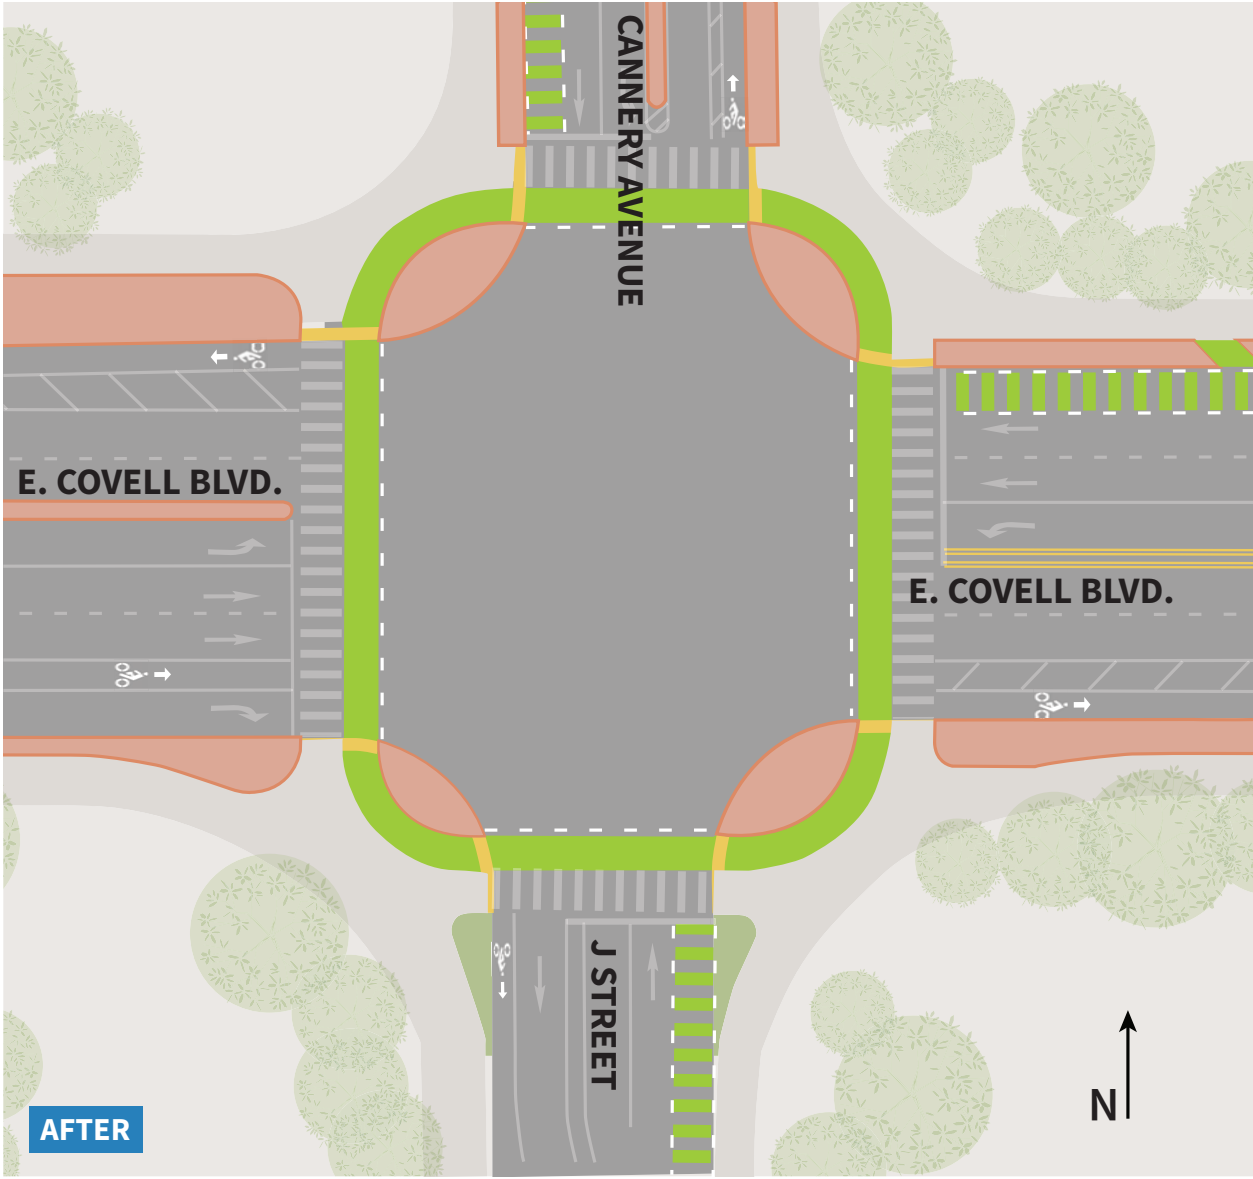 CANNERY AVENUE
E. COVELL BLVD.
E. COVELL BLVD.
J STREET
N
AFTER